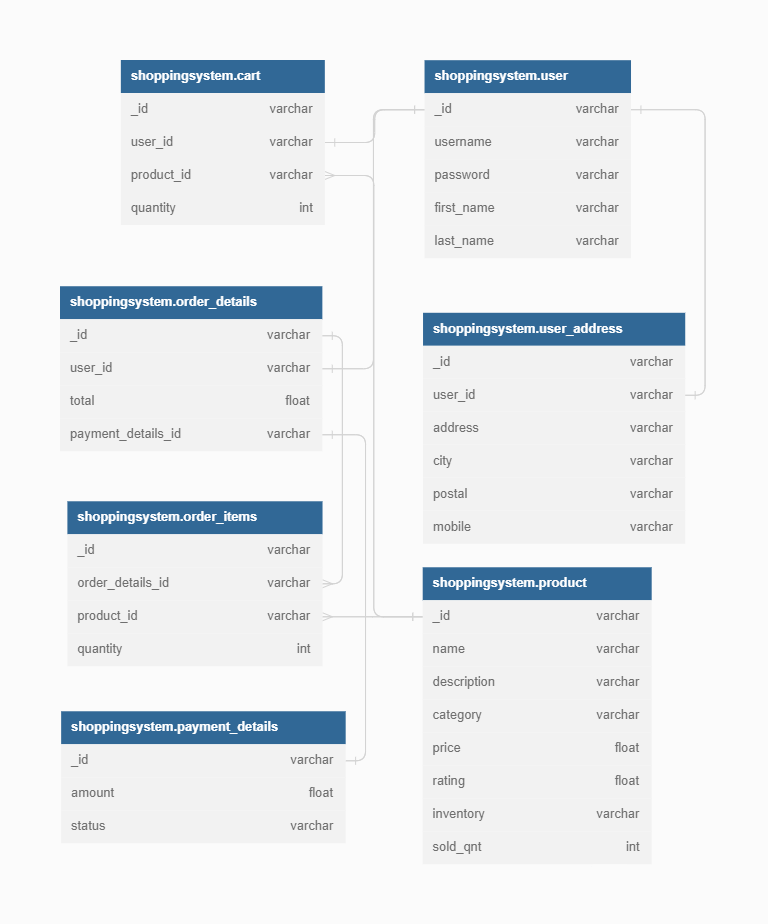 shoppingsystem.cart
_id varchar
user_id varchar
product_id varchar
quantity int
shoppingsystem.user
_id varchar
username varchar
password varchar
first_name varchar
last_name varchar
shoppingsystem.order_details
_id varchar
user_id varchar
total float
payment_details_id varchar
shoppingsystem.user_address
_id varchar
user_id varchar
address varchar
city varchar
postal varchar
mobile varchar
shoppingsystem.order_items
_id varchar
order_details_id varchar
product_id varchar
quantity int
shoppingsystem.product
_id varchar
name varchar
description varchar
category varchar
price float
rating float
inventory varchar
sold_qnt int
shoppingsystem.payment_details
_id varchar
amount float
status varchar